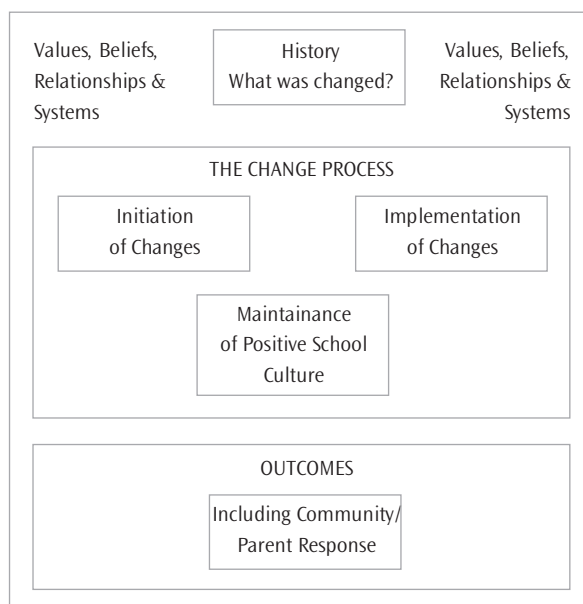 Values, Beliefs,
Relationships &
Systems
History
What was changed?
Values, Beliefs,
Relationships &
Systems
THE CHANGE PROCESS
Initiation
of Changes
Implementation
of Changes
Maintainance
of Positive School
Culture
OUTCOMES
Including Community/
Parent Response